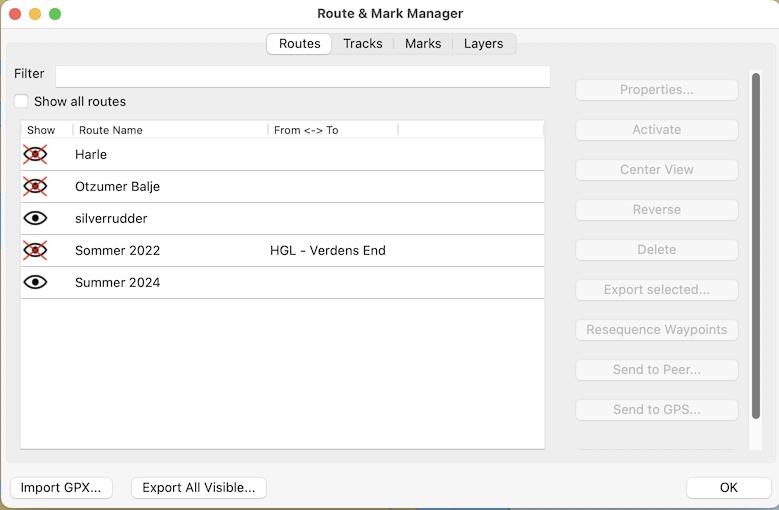 Route & Mark Manager
Routes Tracks Marks Layers
Filter
Show all routes
Show Route Name From <-> To
Harle
Otzumer Balje
silverrudder
Sommer 2022 HGL - Verdens End
Summer 2024
Properties...
Activate
Center View
Reverse
Delete
Export selected...
Resequence Waypoints
Send to Peer...
Send to GPS...
Import GPX... Export All Visible... OK